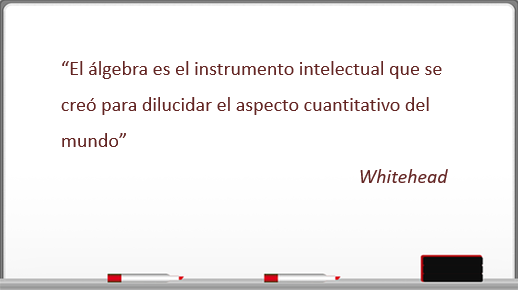 “El álgebra es el instrumento intelectual que se
creó para dilucidar el aspecto cuantitativo del
mundo”
Whitehead